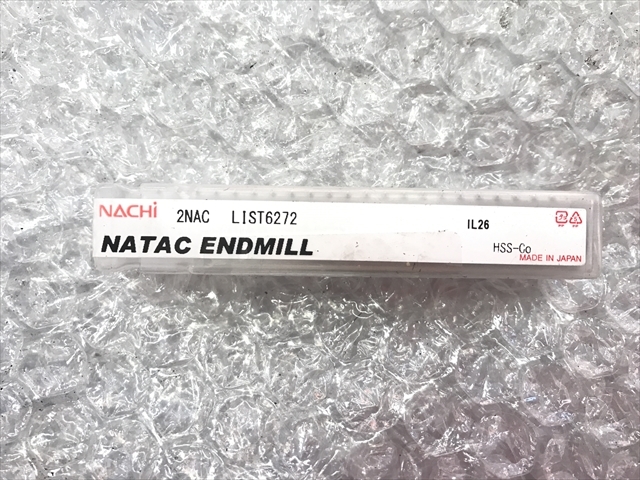 NACHi 2NAC LIST6272 IL26
NATAC ENDMILL HSS-Co
MADE IN JAPAN